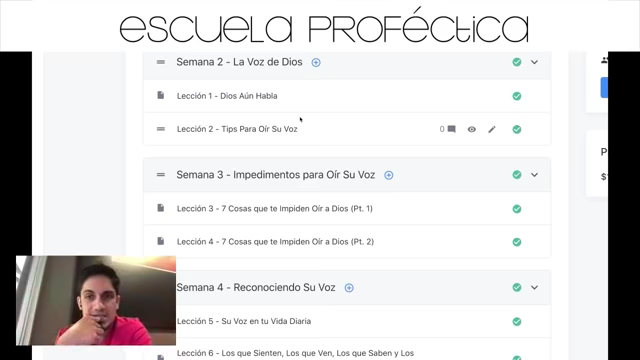 escuela proféctica
Semana 2 - La Voz de Dios
Lección 1 - Dios Aún Habla
Lección 2 - Tips Para Oír Su Voz
0
Semana 3 - Impedimentos para Oír Su Voz
Lección 3 - 7 Cosas que te Impiden Oír a Dios (Pt. 1)
Lección 4 - 7 Cosas que te Impiden Oír a Dios (Pt. 2)
Semana 4 - Reconociendo Su Voz
Lección 5 - Su Voz en tu Vida Diaria
Lección 6 - Los que Sienten, Los que Ven, Los que Saben y Los
P